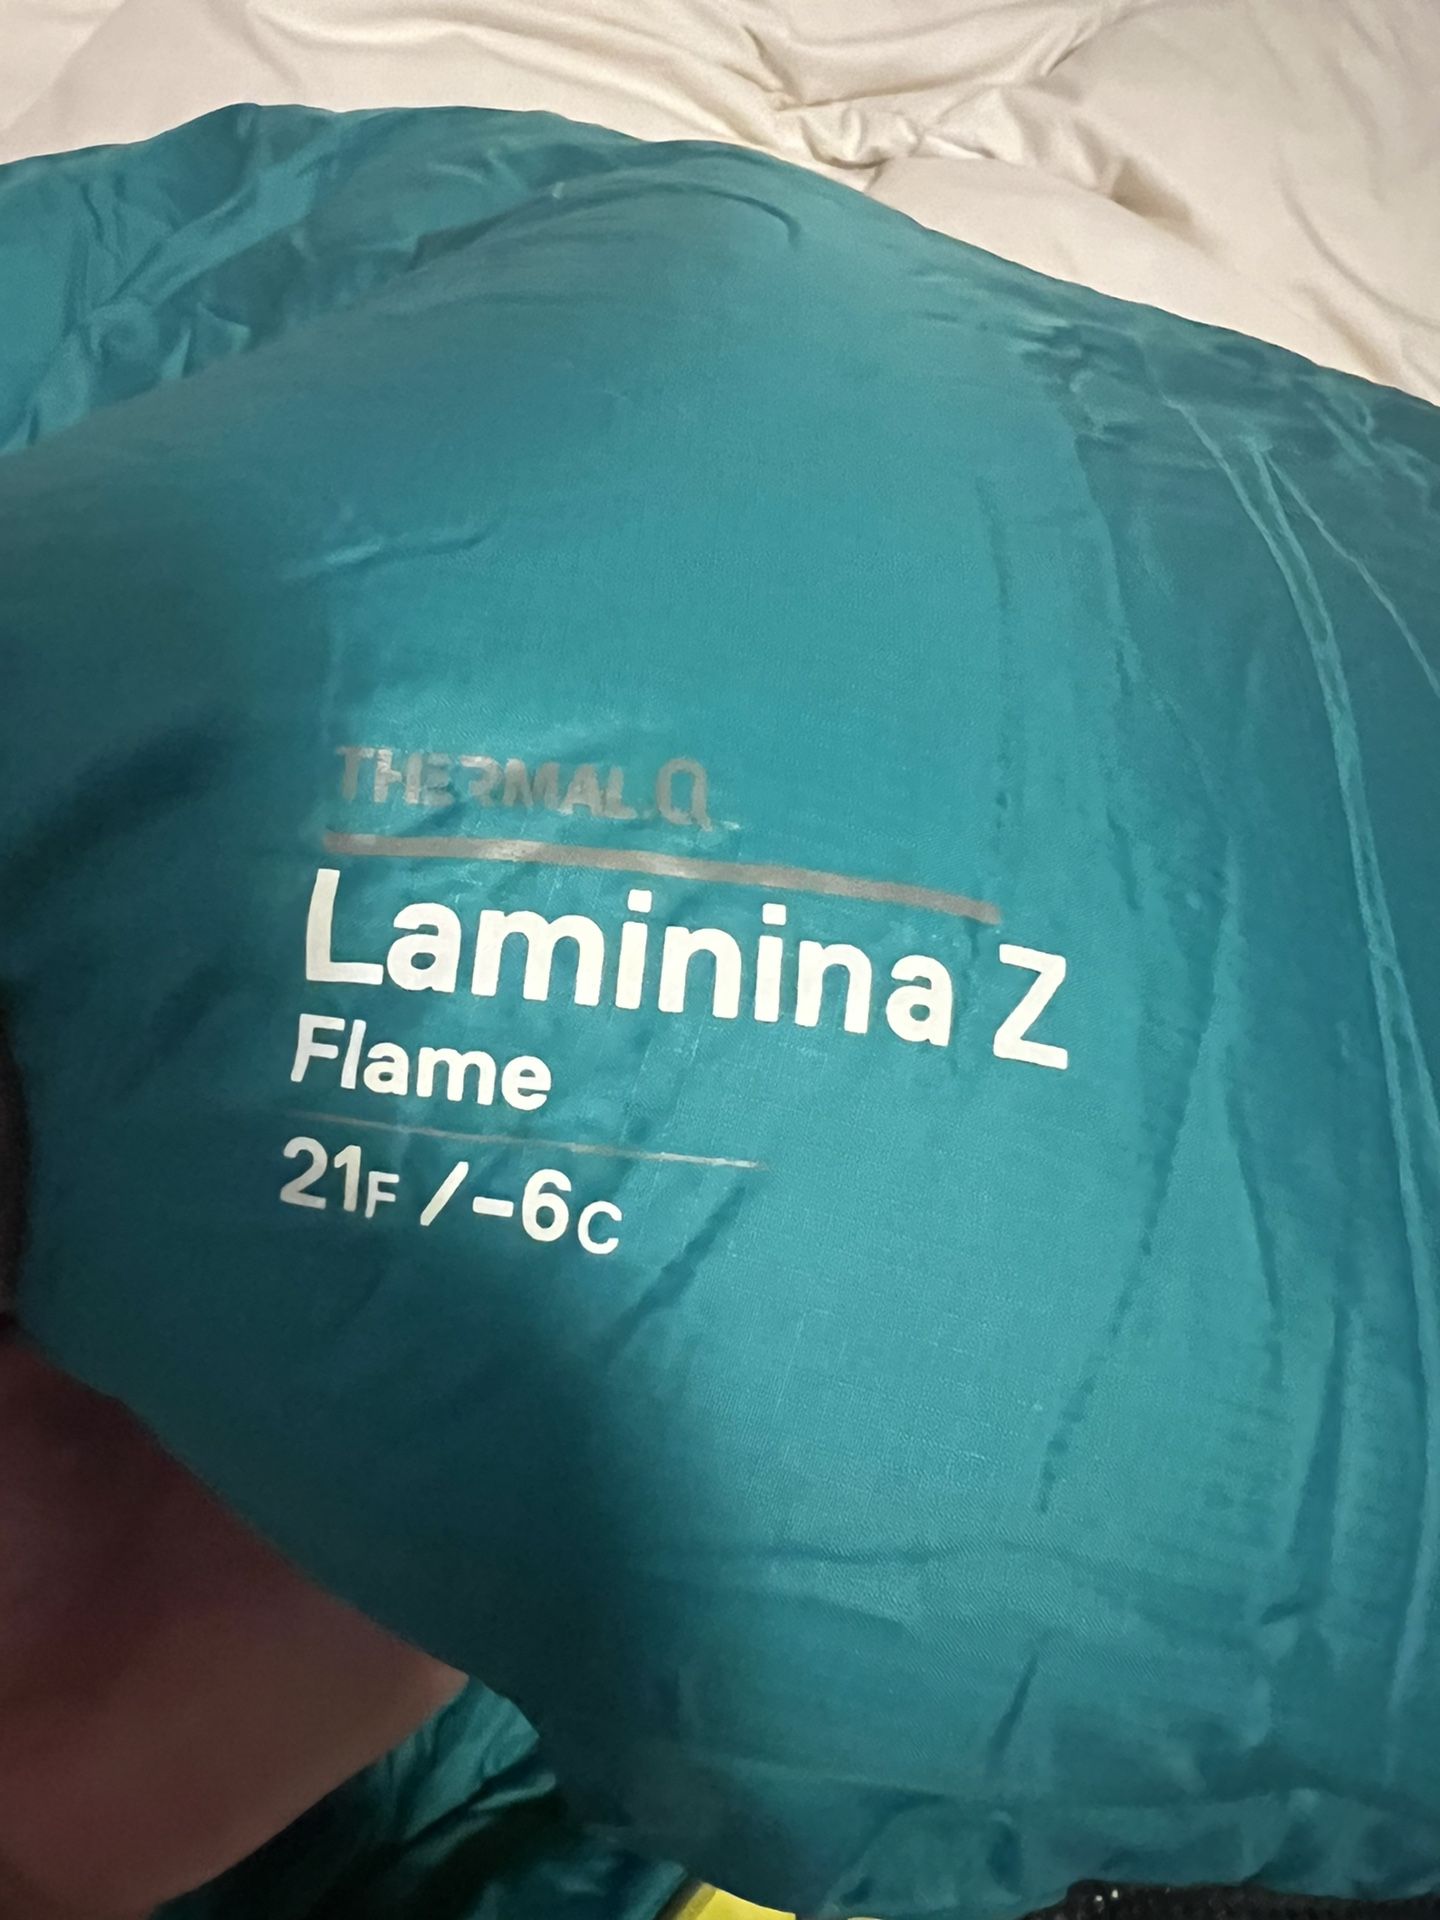 THERMAL.Q
Laminina Z
Flame
21F / -6C